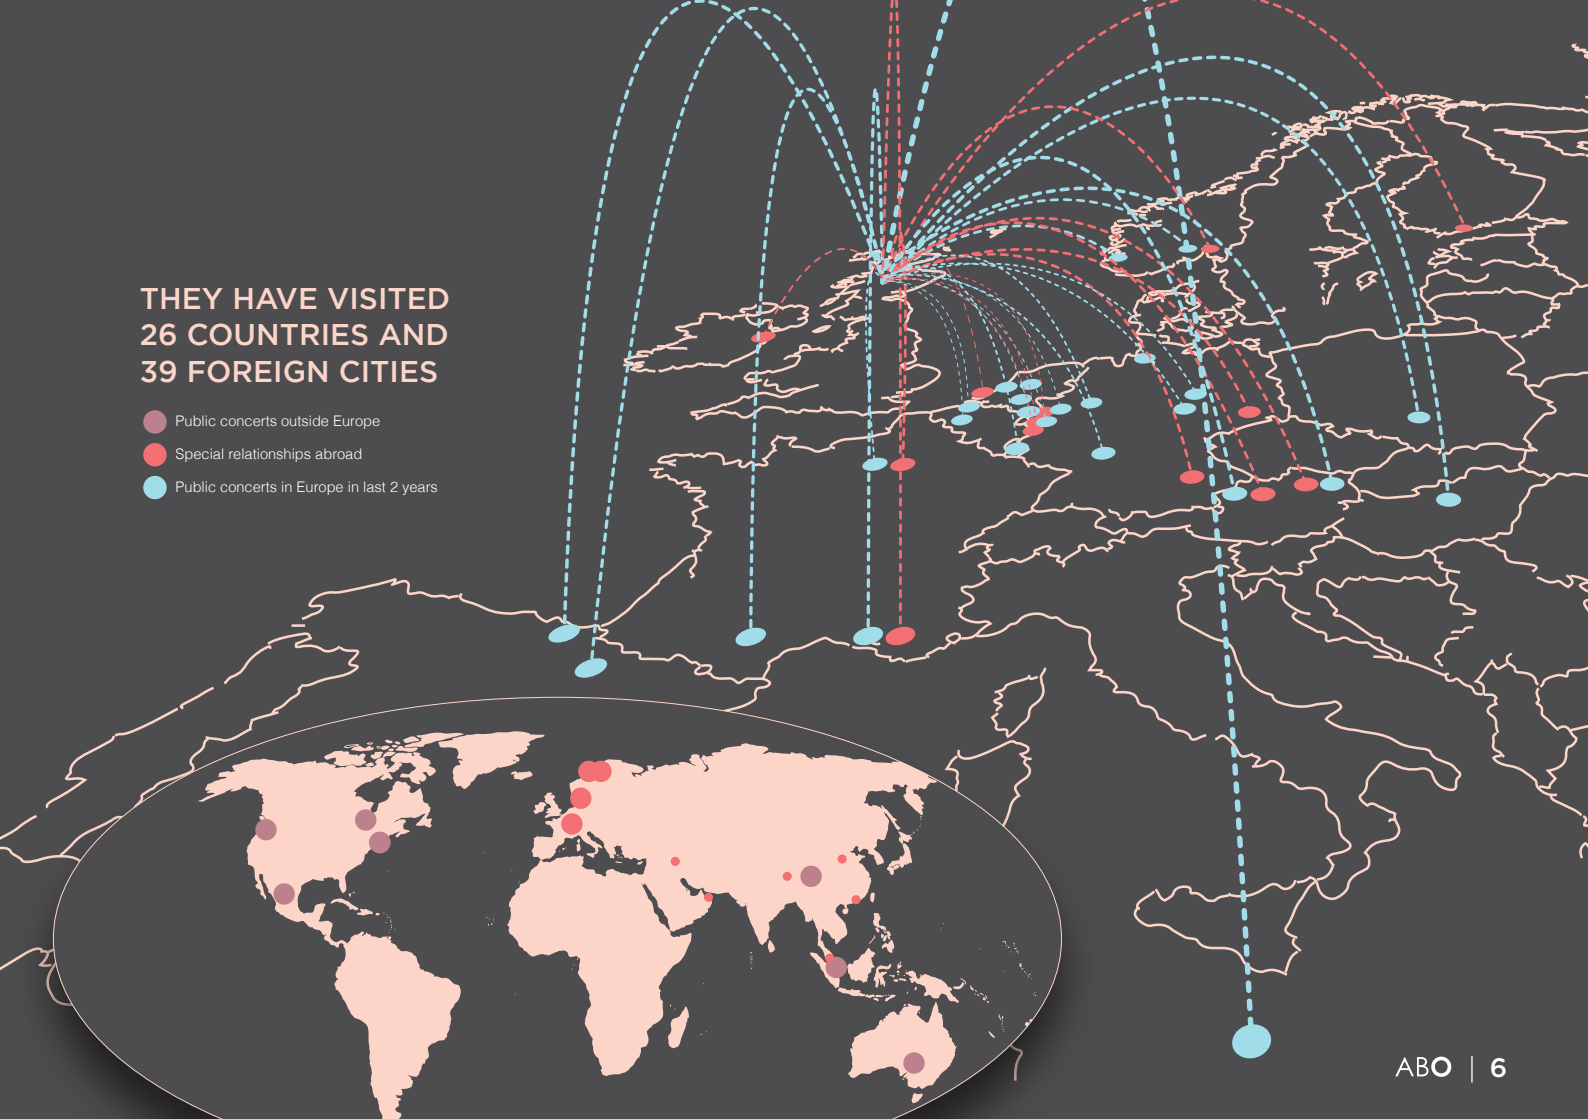 THEY HAVE VISITED
26 COUNTRIES AND
39 FOREIGN CITIES
Public concerts outside Europe
Special relationships abroad
Public concerts in Europe in last 2 years
ABO | 6